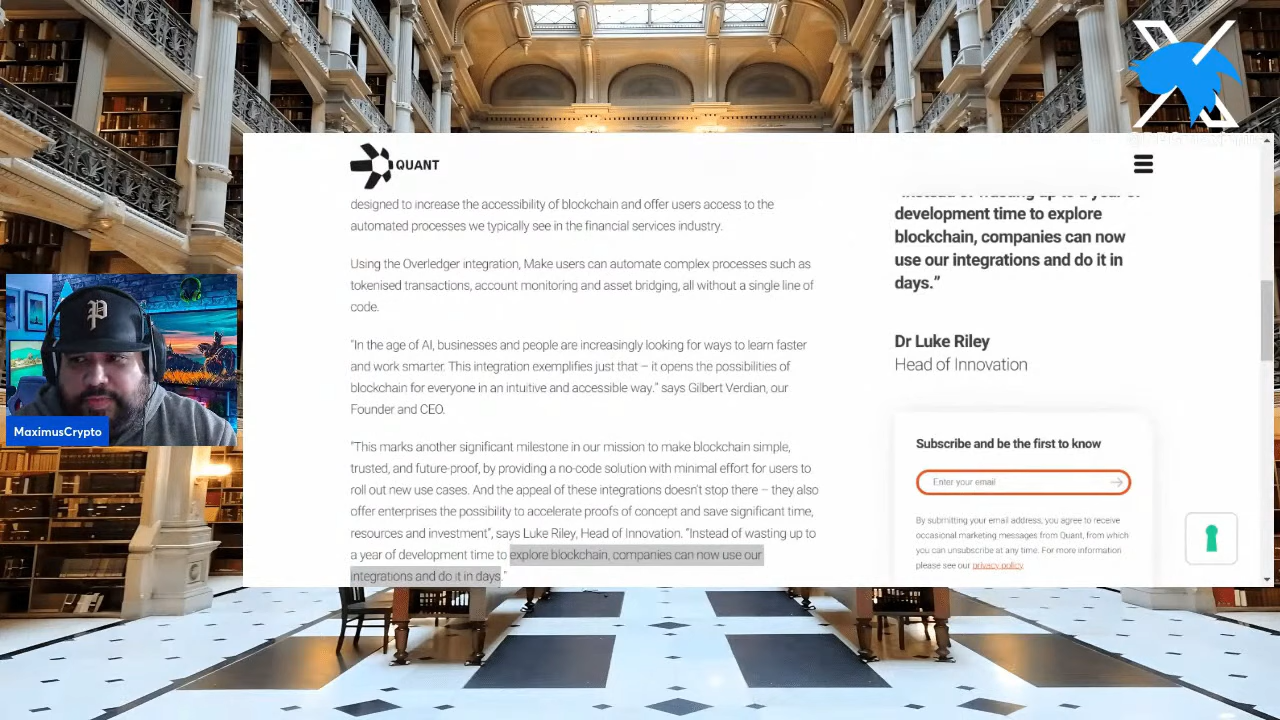 QUANT
designed to increase the accessibility of blockchain and offer users access to the
automated processes we typically see in the financial services industry.
Using the Overledger integration, Make users can automate complex processes such as
tokenised transactions, account monitoring and asset bridging, all without a single line of
code.
“In the age of AI, businesses and people are increasingly looking for ways to learn faster
and work smarter. This integration exemplifies just that – it opens the possibilities of
blockchain for everyone in an intuitive and accessible way.” says Gilbert Verdian, our
Founder and CEO.
“This marks another significant milestone in our mission to make blockchain simple,
trusted, and future-proof, by providing a no-code solution with minimal effort for users to
roll out new use cases. And the appeal of these integrations doesn’t stop there – they also
offer enterprises the possibility to accelerate proofs of concept and save significant time,
resources and investment”, says Luke Riley, Head of Innovation. “Instead of wasting up to
a year of development time to explore blockchain, companies can now use our
integrations and do it in days.”
“Instead of wasting up to a year of
development time to explore
blockchain, companies can now
use our integrations and do it in
days.”
Dr Luke Riley
Head of Innovation
Subscribe and be the first to know
Enter your email
By submitting your email address, you agree to receive
occasional marketing messages from Quant, from which
you can unsubscribe at any time. For more information
please see our privacy policy.
P
MaximusCrypto